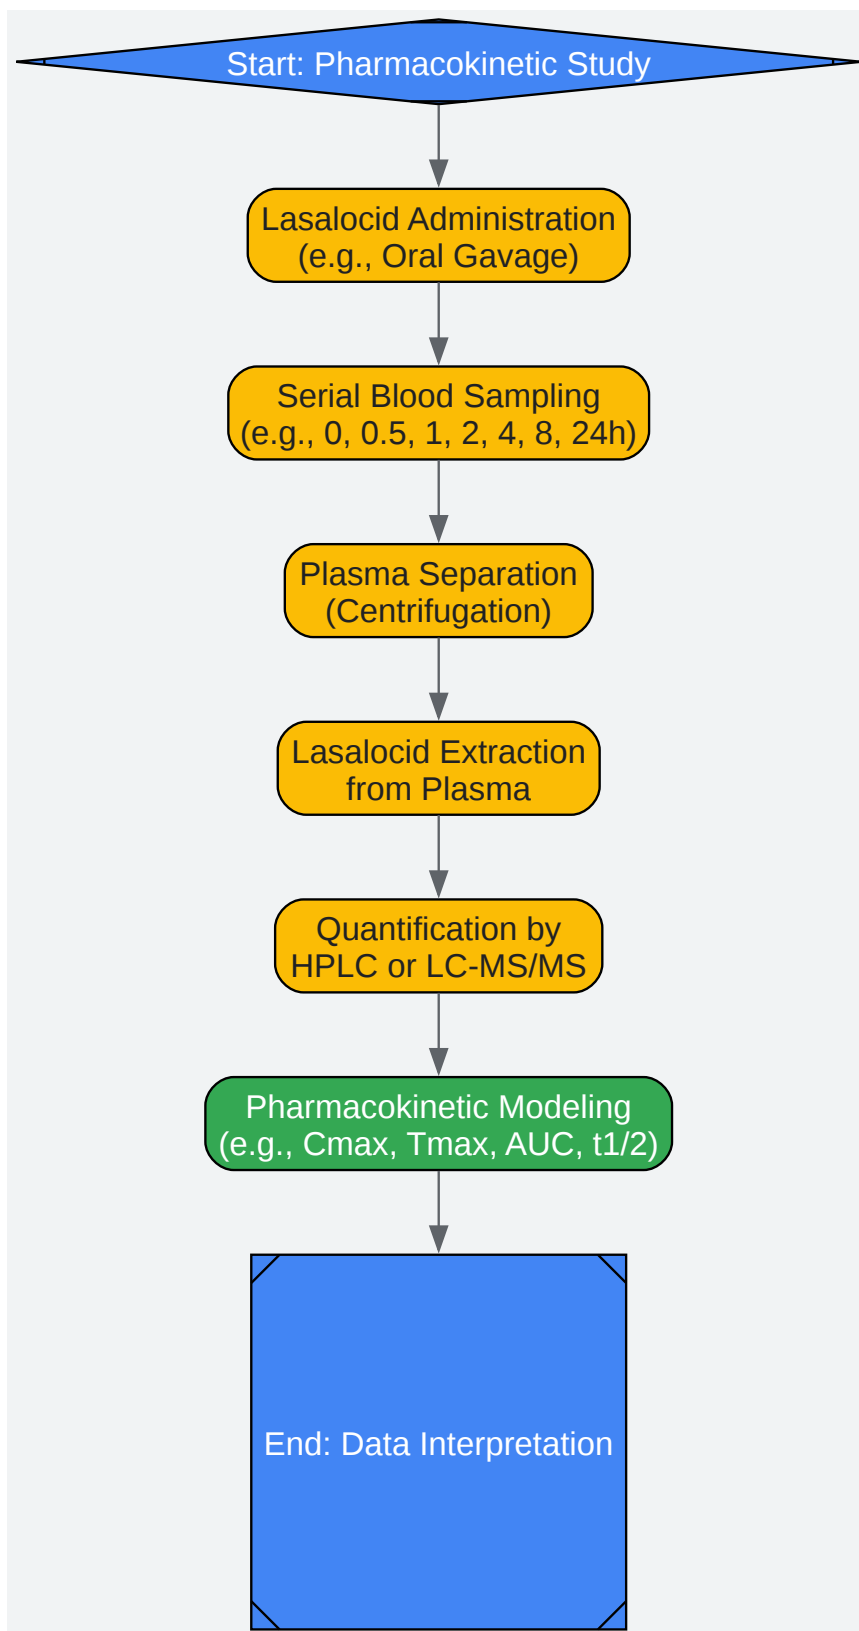 Start: Pharmacokinetic Study
Lasalocid Administration
(e.g., Oral Gavage)
Serial Blood Sampling
(e.g., 0, 0.5, 1, 2, 4, 8, 24h)
Plasma Separation
(Centrifugation)
Lasalocid Extraction
from Plasma
Quantification by
HPLC or LC-MS/MS
Pharmacokinetic Modeling
(e.g., Cmax, Tmax, AUC, t1/2)
End: Data Interpretation